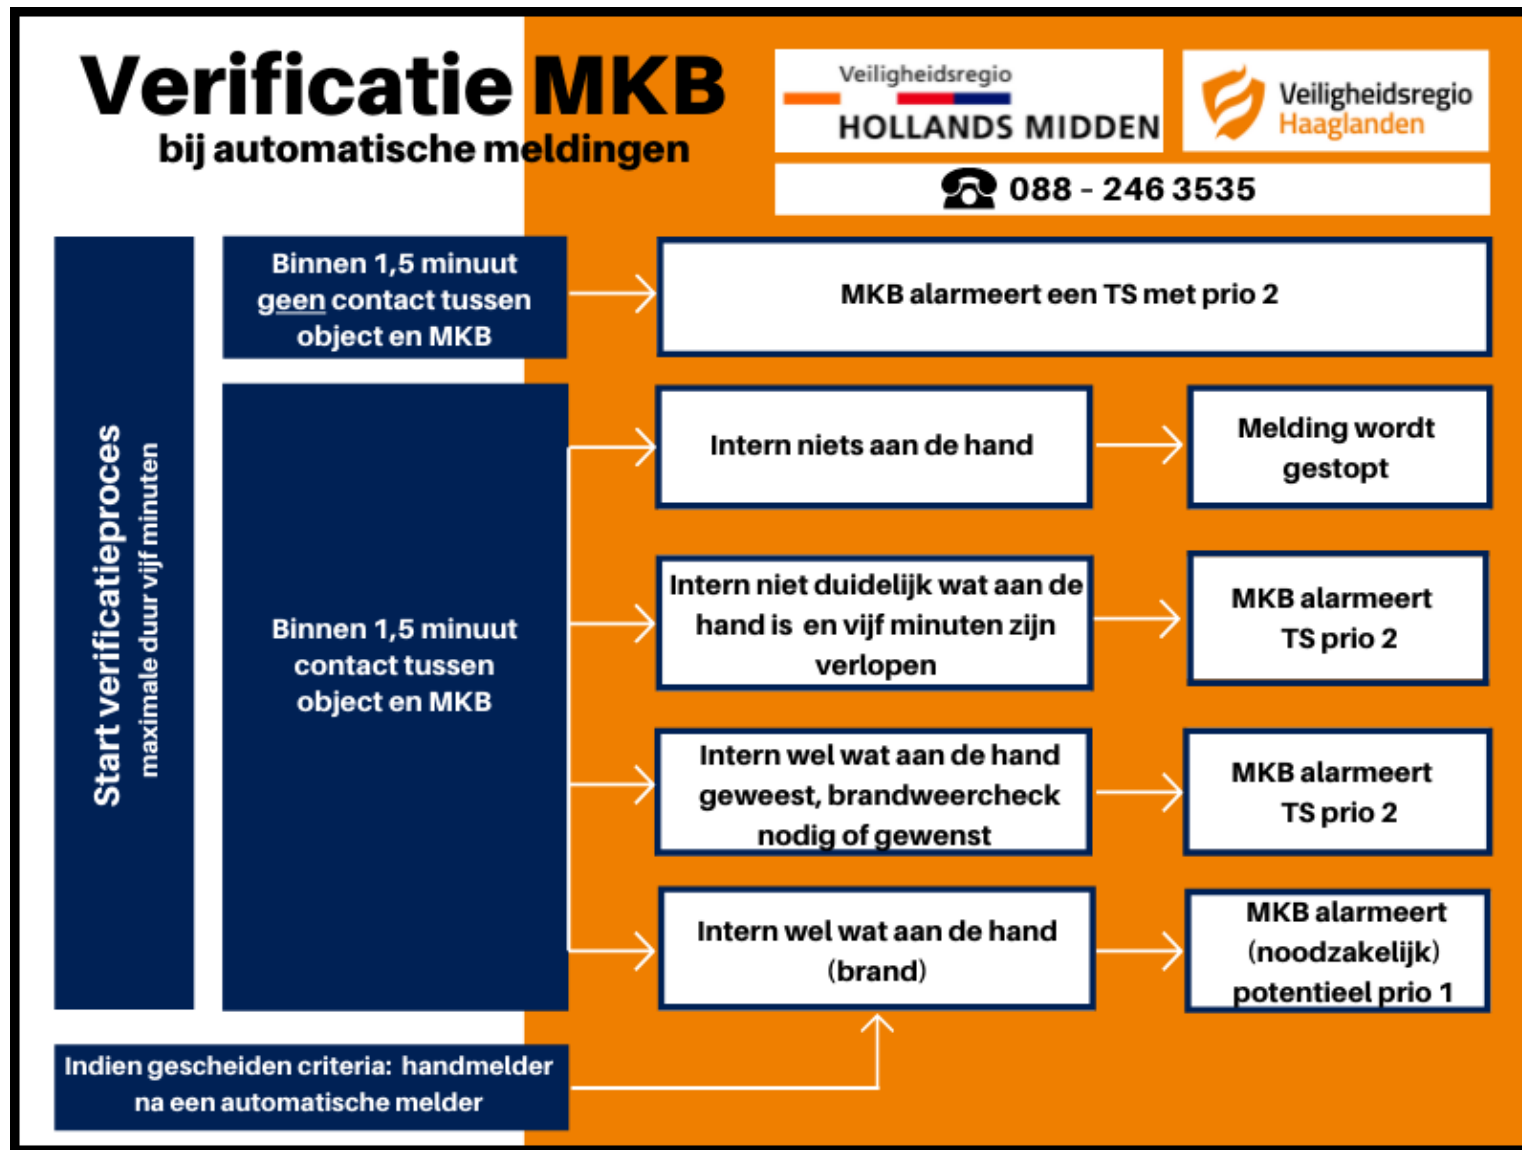 Verificatie MKB
bij automatische meldingen
Veiligheidsregio
HOLLANDS MIDDEN
Veiligheidsregio
Haaglanden
088 - 246 3535
Start verificatieproces
maximale duur vijf minuten
Binnen 1,5 minuut
geen contact tussen
object en MKB
MKB alarmeert een TS met prio 2
Binnen 1,5 minuut
contact tussen
object en MKB
Intern niets aan de hand
Melding wordt
gestopt
Intern niet duidelijk wat aan de
hand is en vijf minuten zijn
verlopen
MKB alarmeert
TS prio 2
Intern wel wat aan de hand
geweest, brandweercheck
nodig of gewenst
MKB alarmeert
TS prio 2
Intern wel wat aan de hand
(brand)
MKB alarmeert
(noodzakelijk)
potentieel prio 1
Indien gescheiden criteria: handmelder
na een automatische melder